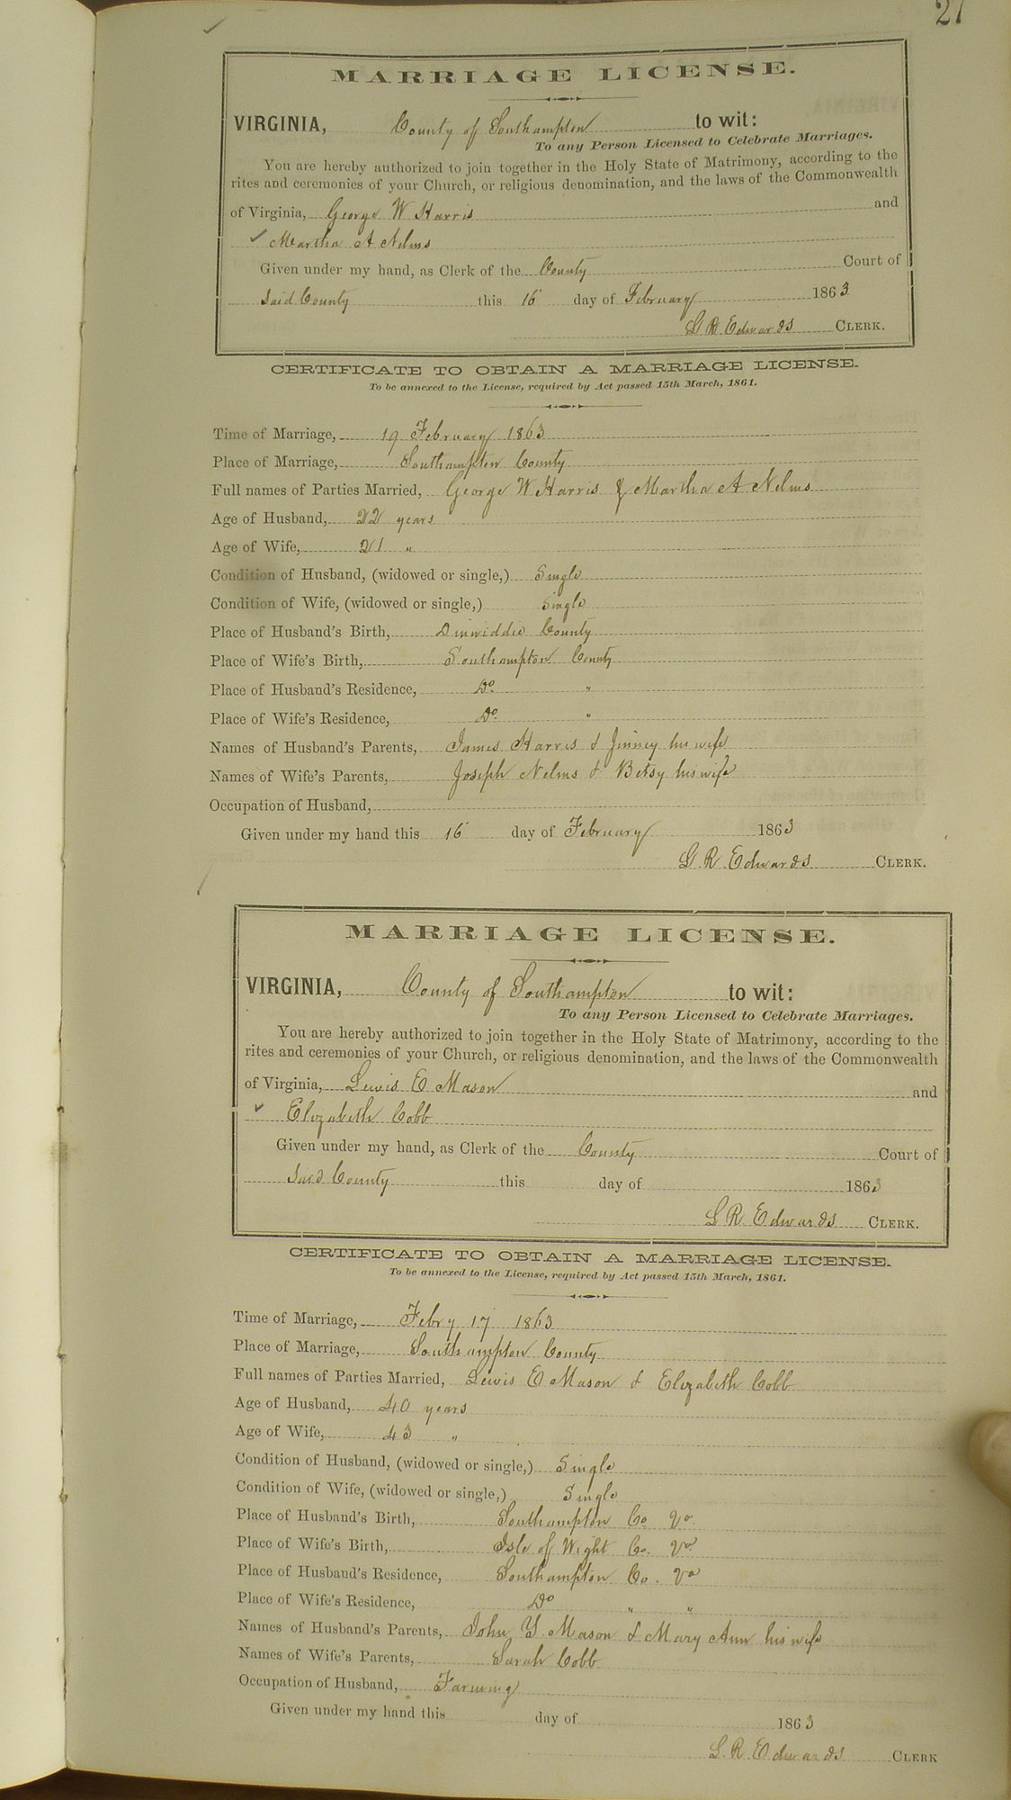 27
MARRIAGE LICENSE.
VIRGINIA, County of Southampton to wit:
To any Person Licensed to Celebrate Marriages.
You are hereby authorized to join together in the Holy State of Matrimony, according to the
rites and ceremonies of your Church, or religious denomination, and the laws of the Commonwealth
of Virginia, George W Harris and
Martha A Nelms
Given under my hand, as Clerk of the County Court of
said County this 16 day of February 1863
L R Edwards CLERK.
CERTIFICATE TO OBTAIN A MARRIAGE LICENSE.
To be annexed to the License, required by Act passed 15th March, 1861.
Time of Marriage, 19 February 1863
Place of Marriage, Southampton County
Full names of Parties Married, George W Harris & Martha A Nelms
Age of Husband, 22 years
Age of Wife, 21 "
Condition of Husband, (widowed or single,) Single
Condition of Wife, (widowed or single,) Single
Place of Husband's Birth, Dinwiddie County
Place of Wife's Birth, Southampton County
Place of Husband's Residence, Do "
Place of Wife's Residence, Do "
Names of Husband's Parents, James Harris & Jinney his wife
Names of Wife's Parents, Joseph Nelms & Betsy his wife
Occupation of Husband,
Given under my hand this 16 day of February 1863
L R Edwards CLERK.
MARRIAGE LICENSE.
VIRGINIA, County of Southampton to wit:
To any Person Licensed to Celebrate Marriages.
You are hereby authorized to join together in the Holy State of Matrimony, according to the
rites and ceremonies of your Church, or religious denomination, and the laws of the Commonwealth
of Virginia, Lewis E Mason and
Elizabeth Cobb
Given under my hand, as Clerk of the County Court of
said County this day of 1863
L R Edwards CLERK.
CERTIFICATE TO OBTAIN A MARRIAGE LICENSE.
To be annexed to the License, required by Act passed 15th March, 1861.
Time of Marriage, Febry 17 1863
Place of Marriage, Southampton County
Full names of Parties Married, Lewis E Mason & Elizabeth Cobb
Age of Husband, 40 years
Age of Wife, 43 "
Condition of Husband, (widowed or single,) Single
Condition of Wife, (widowed or single,) Single
Place of Husband's Birth, Southampton Co Va
Place of Wife's Birth, Isle of Wight Co. Va
Place of Husband's Residence, Southampton Co. Va
Place of Wife's Residence, Do " "
Names of Husband's Parents, John Y. Mason & Mary Ann his wife
Names of Wife's Parents, Sarah Cobb
Occupation of Husband, Farming
Given under my hand this day of 1863
L. R. Edwards CLERK